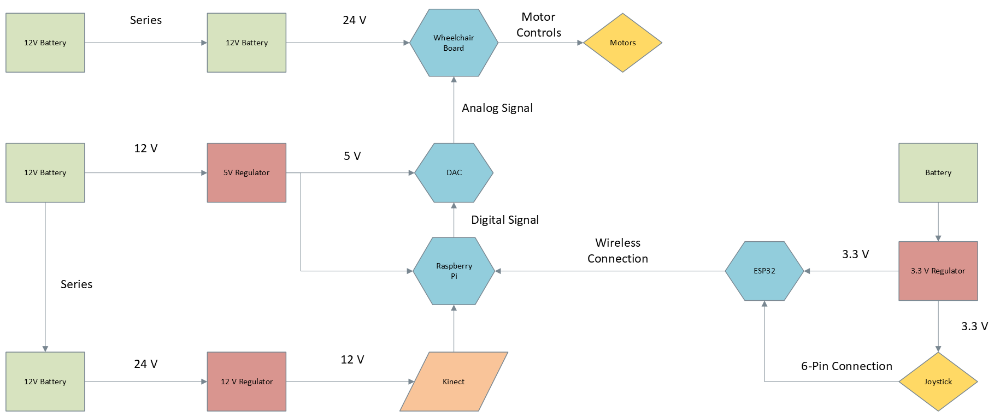 Series
24 V
Motor
Controls
12V Battery
12V Battery
Wheelchair
Board
Motors
Analog Signal
12 V
5 V
12V Battery
5V Regulator
DAC
Battery
Digital Signal
Wireless
Connection
3.3 V
Raspberry
Pi
ESP32
3.3 V Regulator
Series
3.3 V
24 V
12 V
6-Pin Connection
12V Battery
12 V Regulator
Kinect
Joystick